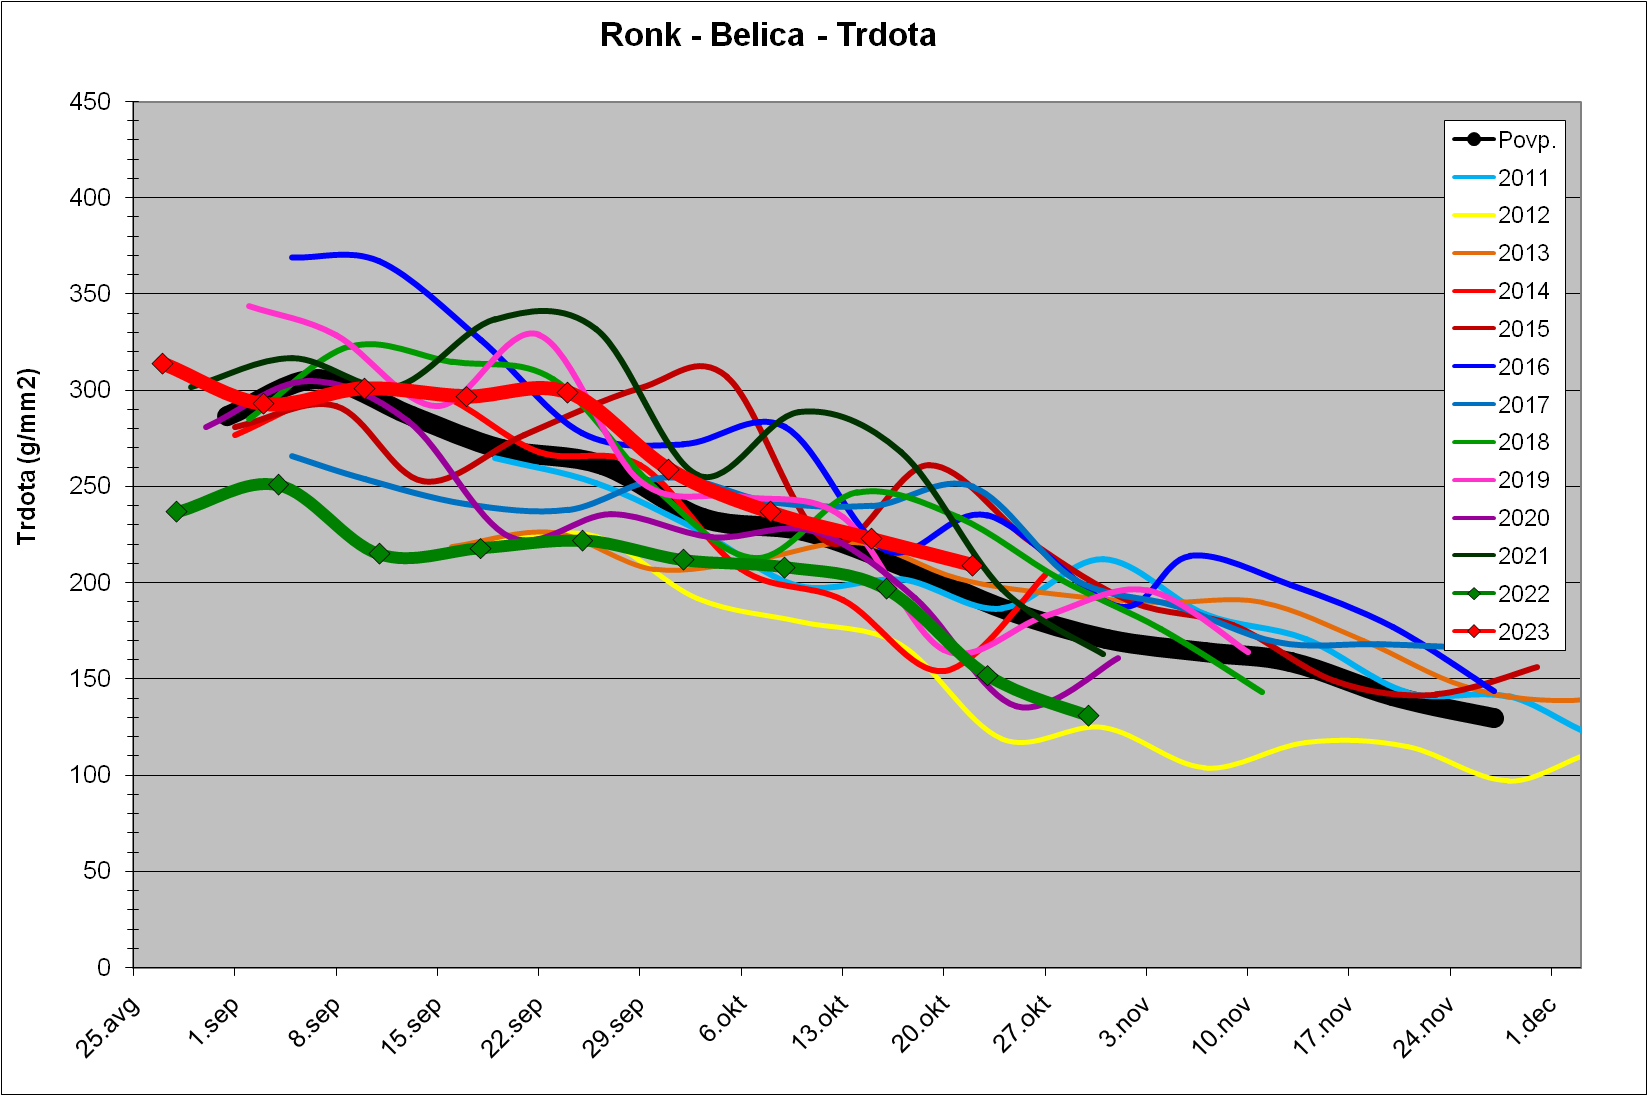 Ronk - Belica - Trdota
Trdota (g/mm2)
450
400
350
300
250
200
150
100
50
0
25.avg
1.sep
8.sep
15.sep
22.sep
29.sep
6.okt
13.okt
20.okt
27.okt
3.nov
10.nov
17.nov
24.nov
1.dec
Povp.
2011
2012
2013
2014
2015
2016
2017
2018
2019
2020
2021
2022
2023